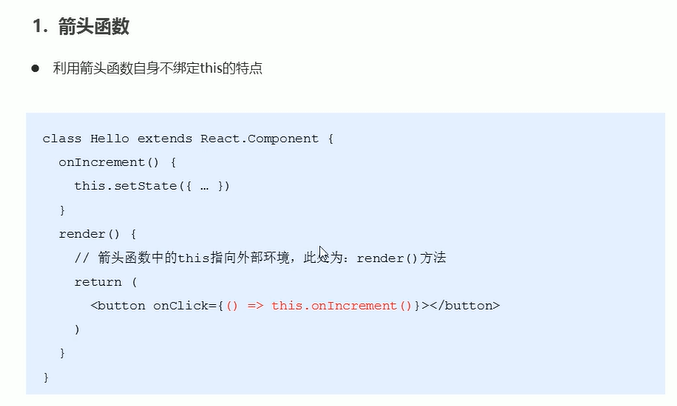 1. 箭头函数
● 利用箭头函数自身不绑定this的特点
class Hello extends React.Component {
onIncrement() {
this.setState({ … })
}
render() {
// 箭头函数中的this指向外部环境，此处为：render()方法
return (
<button onClick={() => this.onIncrement()}></button>
)
}
}